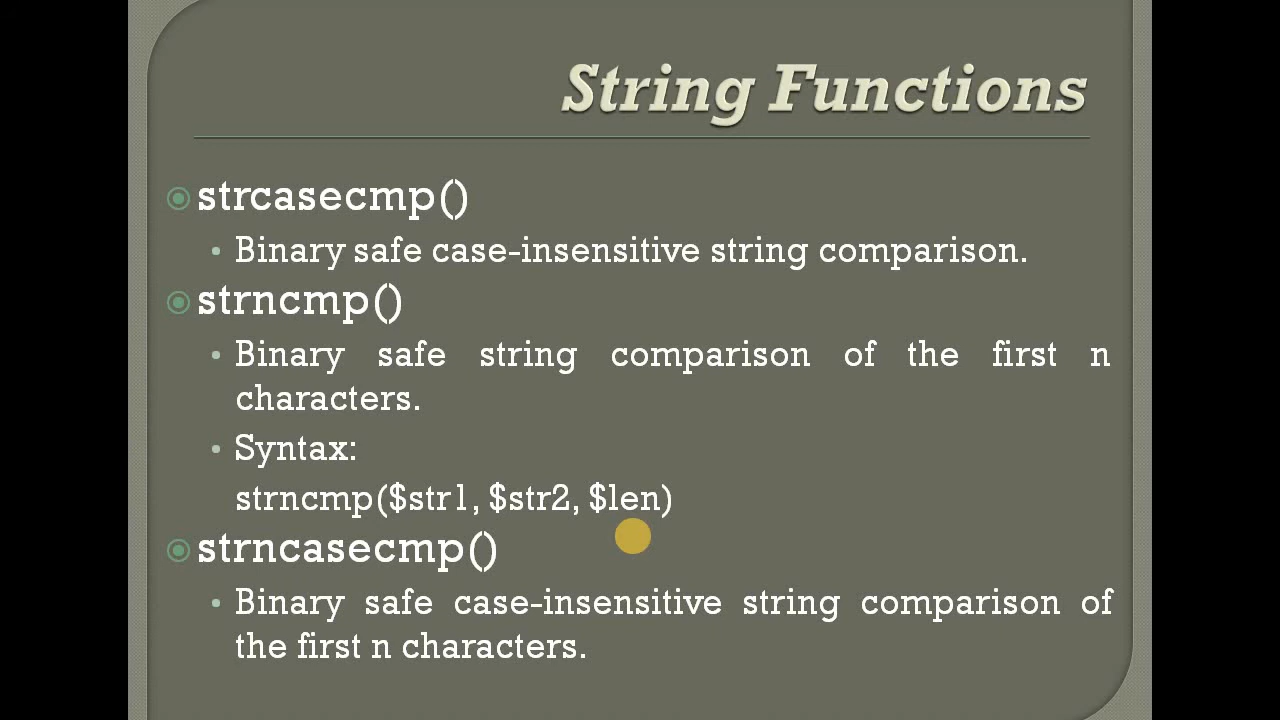 String Functions
strcasecmp()
Binary safe case-insensitive string comparison.
strncmp()
Binary safe string comparison of the first n
characters.
Syntax:
strncmp($str1, $str2, $len)
strncasecmp()
Binary safe case-insensitive string comparison of
the first n characters.